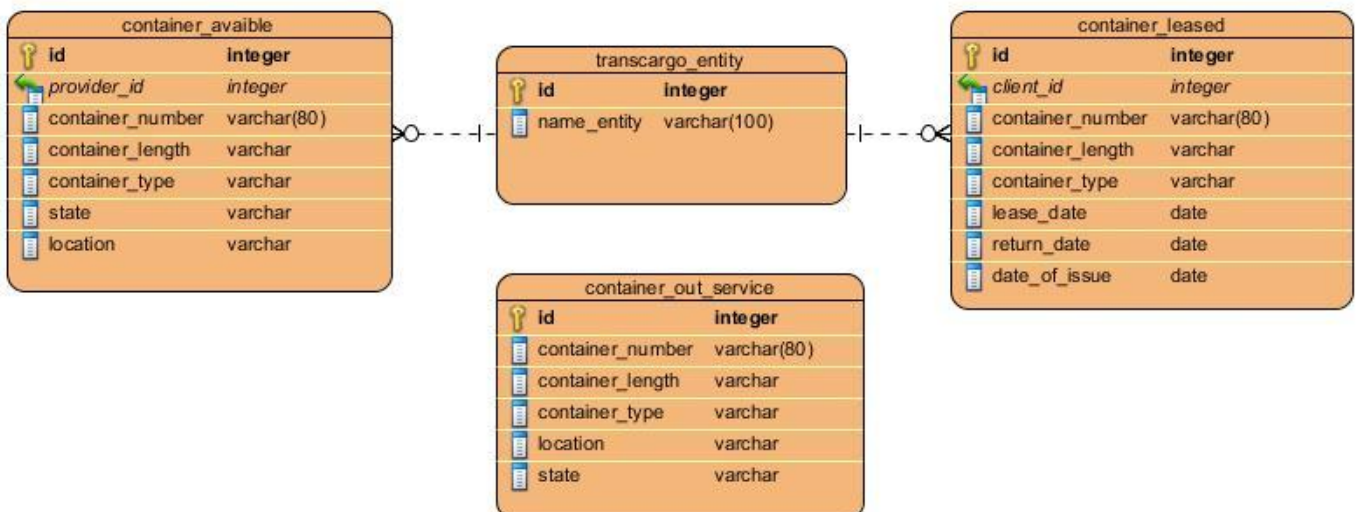 container_avaible
id integer
provider_id integer
container_number varchar(80)
container_length varchar
container_type varchar
state varchar
location varchar
transcargo_entity
id integer
name_entity varchar(100)
container_leased
id integer
client_id integer
container_number varchar(80)
container_length varchar
container_type varchar
lease_date date
return_date date
date_of_issue date
container_out_service
id integer
container_number varchar(80)
container_length varchar
container_type varchar
location varchar
state varchar